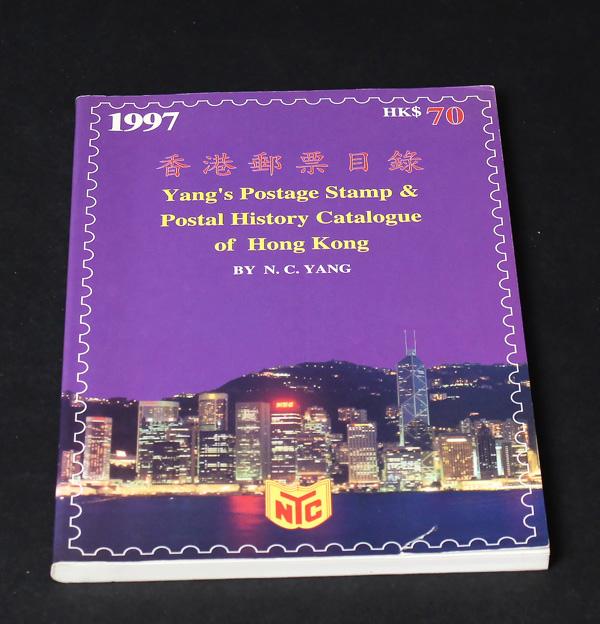 1997
HK$ 70
香港郵票目錄
Yang's Postage Stamp &
Postal History Catalogue
of Hong Kong
BY N. C. YANG
NYC